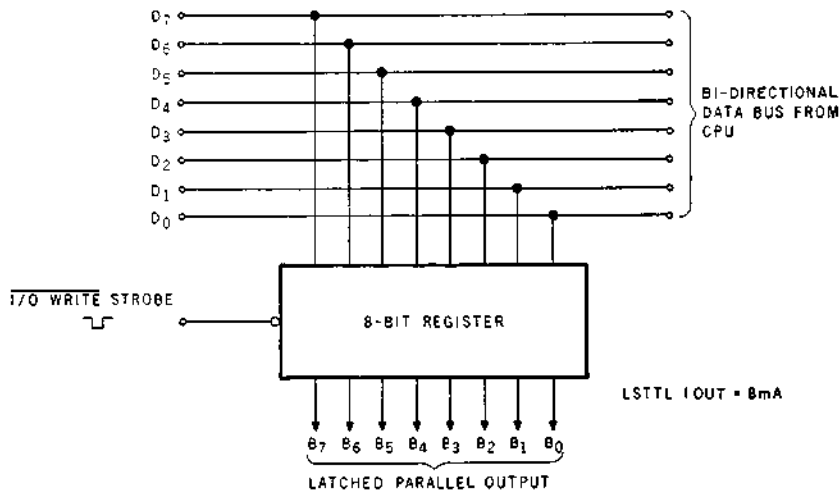 D7
D6
D5
D4
D3
D2
D1
D0
BI-DIRECTIONAL
DATA BUS FROM
CPU
I/O WRITE STROBE
8-BIT REGISTER
LSTTL IOUT = 8mA
B7 B6 B5 B4 B3 B2 B1 B0
LATCHED PARALLEL OUTPUT